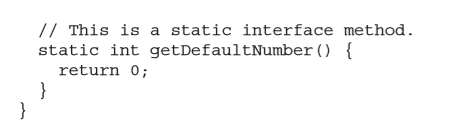 // This is a static interface method.
static int getDefaultNumber() {
return 0;
}
}